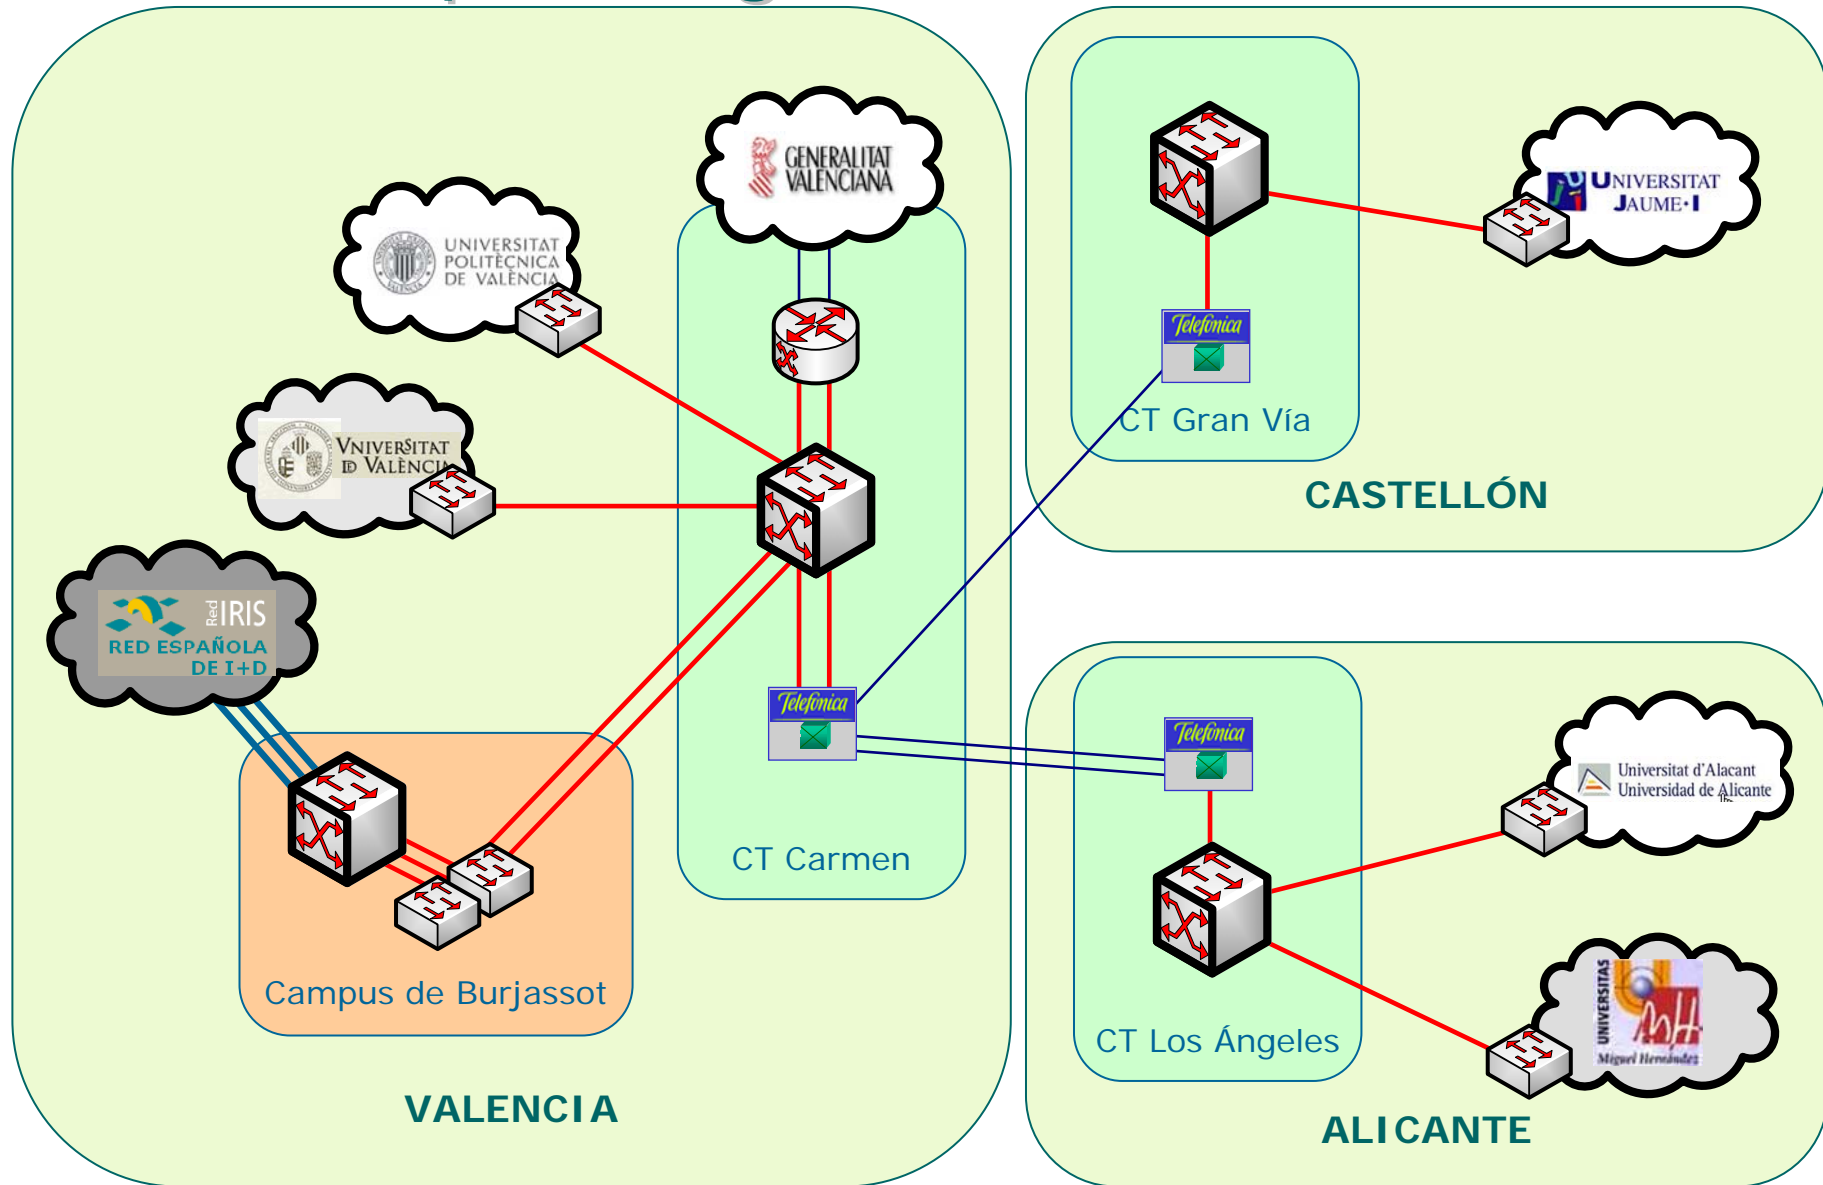 GENERALITAT
VALENCIANA
UNIVERSITAT
POLITÈCNICA
DE VALÈNCIA
VNIVERSITAT
ID VALÈNCIA
Red IRIS
RED ESPAÑOLA
DE I+D
Telefónica
CT Carmen
Campus de Burjassot
VALENCIA
UNIVERSITAT
JAUME·I
Telefónica
CT Gran Vía
CASTELLÓN
Telefónica
Universitat d'Alacant
Universidad de Alicante
UNIVERSITAS
Miguel Hernández
CT Los Ángeles
ALICANTE